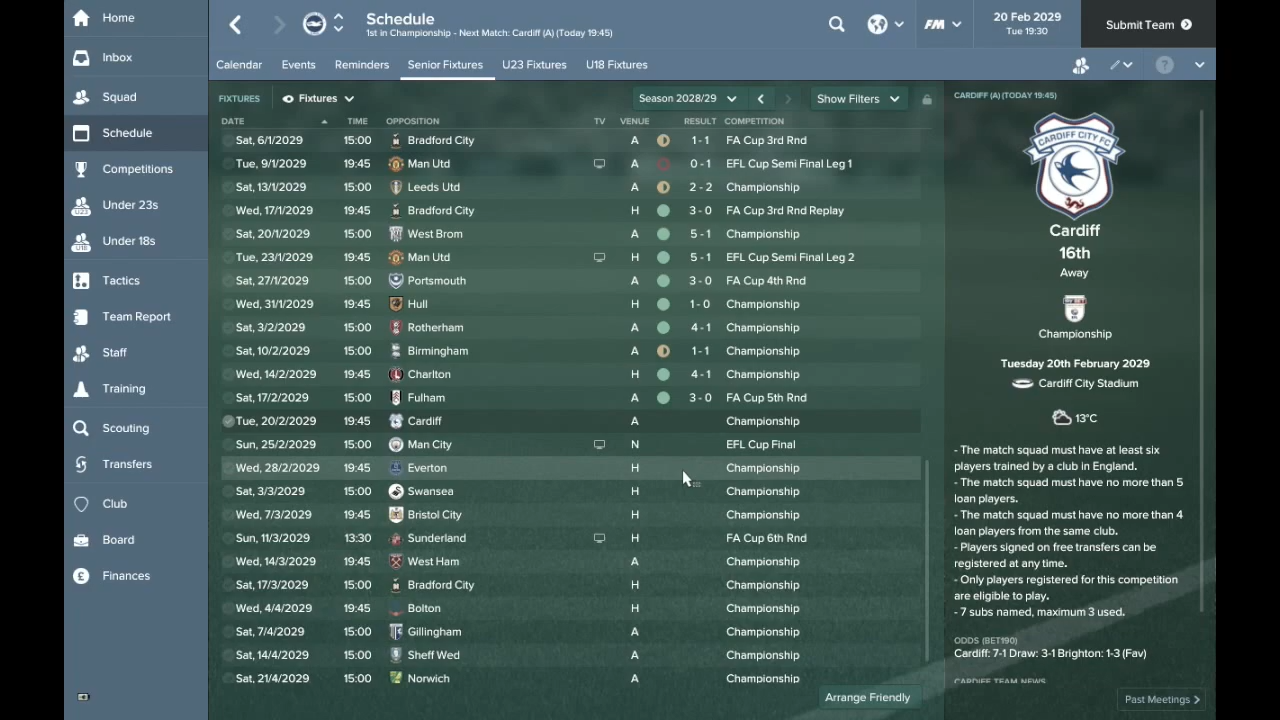 Home
Inbox
Squad
Schedule
Competitions
U23
Under 23s
U18
Under 18s
Tactics
Team Report
Staff
Training
Scouting
Transfers
Club
Board
Finances
Schedule
1st in Championship - Next Match: Cardiff (A) (Today 19:45)
FM
20 Feb 2029
Tue 19:30
Submit Team
Calendar Events Reminders Senior Fixtures U23 Fixtures U18 Fixtures
FIXTURES Fixtures Season 2028/29 Show Filters
DATE TIME OPPOSITION TV VENUE RESULT COMPETITION
Sat, 6/1/2029 15:00 Bradford City A 1 - 1 FA Cup 3rd Rnd
Tue, 9/1/2029 19:45 Man Utd A 0 - 1 EFL Cup Semi Final Leg 1
Sat, 13/1/2029 15:00 Leeds Utd A 2 - 2 Championship
Wed, 17/1/2029 19:45 Bradford City H 3 - 0 FA Cup 3rd Rnd Replay
Sat, 20/1/2029 15:00 West Brom A 5 - 1 Championship
Tue, 23/1/2029 19:45 Man Utd H 5 - 1 EFL Cup Semi Final Leg 2
Sat, 27/1/2029 15:00 Portsmouth A 3 - 0 FA Cup 4th Rnd
Wed, 31/1/2029 19:45 Hull H 1 - 0 Championship
Sat, 3/2/2029 15:00 Rotherham A 4 - 1 Championship
Sat, 10/2/2029 15:00 Birmingham A 1 - 1 Championship
Wed, 14/2/2029 19:45 Charlton H 4 - 1 Championship
Sat, 17/2/2029 15:00 Fulham A 3 - 0 FA Cup 5th Rnd
Tue, 20/2/2029 19:45 Cardiff A Championship
Sun, 25/2/2029 15:00 Man City N EFL Cup Final
Wed, 28/2/2029 19:45 Everton H Championship
Sat, 3/3/2029 15:00 Swansea H Championship
Wed, 7/3/2029 19:45 Bristol City H Championship
Sun, 11/3/2029 13:30 Sunderland H FA Cup 6th Rnd
Wed, 14/3/2029 19:45 West Ham A Championship
Sat, 17/3/2029 15:00 Bradford City H Championship
Wed, 4/4/2029 19:45 Bolton H Championship
Sat, 7/4/2029 15:00 Gillingham A Championship
Sat, 14/4/2029 15:00 Sheff Wed A Championship
Sat, 21/4/2029 15:00 Norwich A Championship
Arrange Friendly
CARDIFF (A) (TODAY 19:45)
CARDIFF CITY FC
Cardiff
16th
Away
Championship
Tuesday 20th February 2029
Cardiff City Stadium
13°C
- The match squad must have at least six
players trained by a club in England.
- The match squad must have no more than 5
loan players.
- The match squad must have no more than 4
loan players from the same club.
- Players signed on free transfers can be
registered at any time.
- Only players registered for this competition
are eligible to play.
- 7 subs named, maximum 3 used.
ODDS (BET190)
Cardiff: 7-1 Draw: 3-1 Brighton: 1-3 (Fav)
CARDIFF TEAM NEWS
Past Meetings